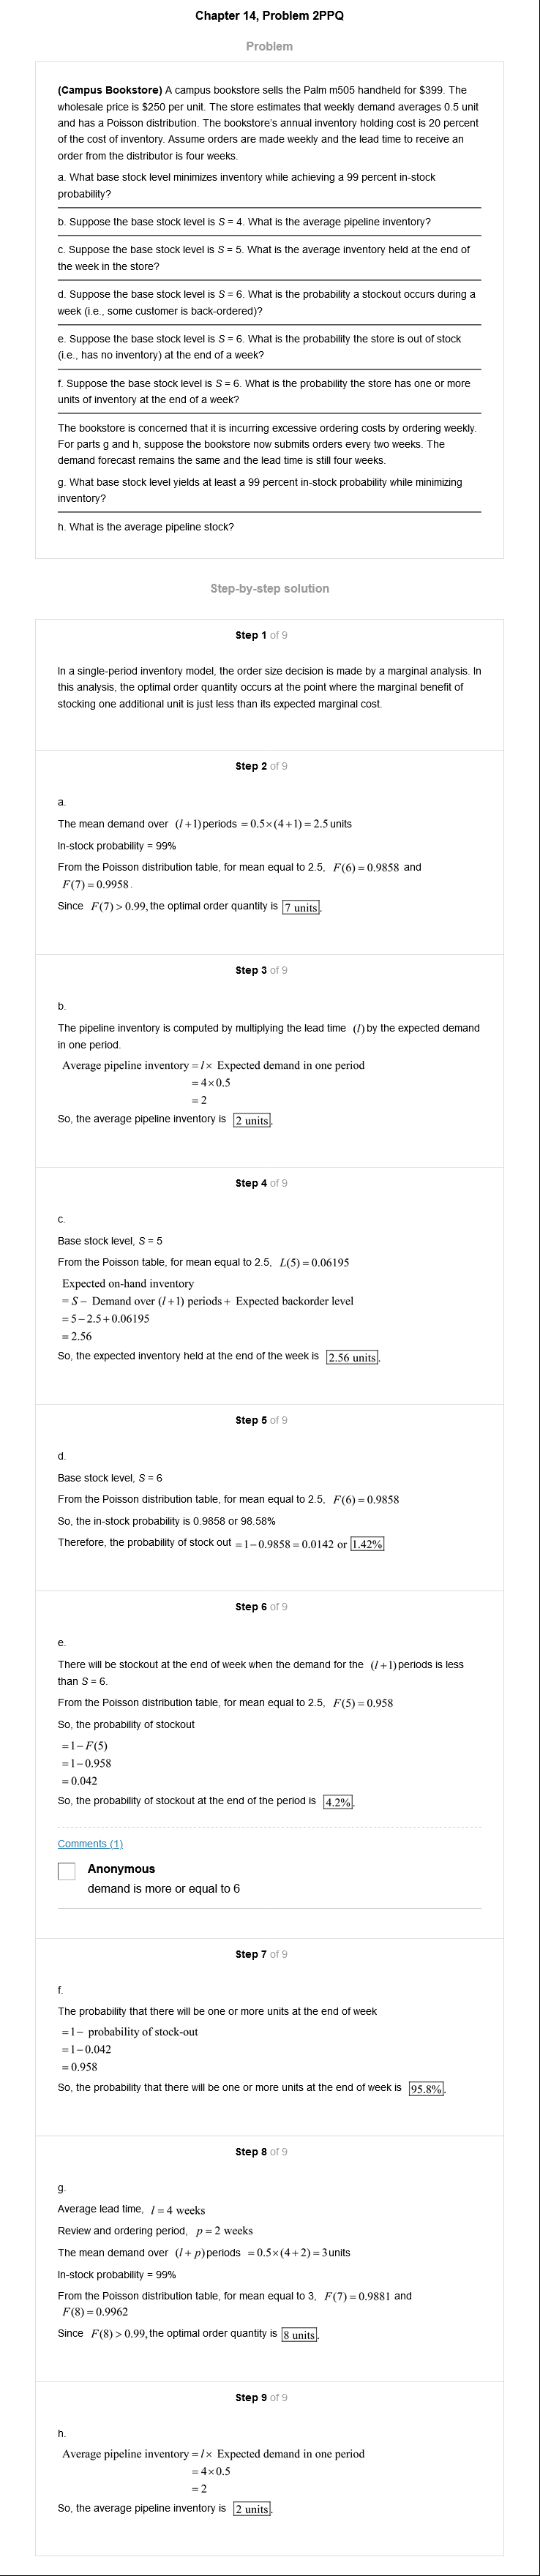 Chapter 14, Problem 2PPQ
Problem
(Campus Bookstore) A campus bookstore sells the Palm m505 handheld for $399. The
wholesale price is $250 per unit. The store estimates that weekly demand averages 0.5 unit
and has a Poisson distribution. The bookstore's annual inventory holding cost is 20 percent
of the cost of inventory. Assume orders are made weekly and the lead time to receive an
order from the distributor is four weeks.
a. What base stock level minimizes inventory while achieving a 99 percent in-stock
probability?
b. Suppose the base stock level is S = 4. What is the average pipeline inventory?
c. Suppose the base stock level is S = 5. What is the average inventory held at the end of
the week in the store?
d. Suppose the base stock level is S = 6. What is the probability a stockout occurs during a
week (i.e., some customer is back-ordered)?
e. Suppose the base stock level is S = 6. What is the probability the store is out of stock
(i.e., has no inventory) at the end of a week?
f. Suppose the base stock level is S = 6. What is the probability the store has one or more
units of inventory at the end of a week?
The bookstore is concerned that it is incurring excessive ordering costs by ordering weekly.
For parts g and h, suppose the bookstore now submits orders every two weeks. The
demand forecast remains the same and the lead time is still four weeks.
g. What base stock level yields at least a 99 percent in-stock probability while minimizing
inventory?
h. What is the average pipeline stock?
Step-by-step solution
Step 1 of 9
In a single-period inventory model, the order size decision is made by a marginal analysis. In
this analysis, the optimal order quantity occurs at the point where the marginal benefit of
stocking one additional unit is just less than its expected marginal cost.
Step 2 of 9
a.
The mean demand over (l+1) periods = 0.5×(4+1) = 2.5 units
In-stock probability = 99%
From the Poisson distribution table, for mean equal to 2.5, F(6) = 0.9858 and
F(7) = 0.9958.
Since F(7) > 0.99, the optimal order quantity is 7 units.
Step 3 of 9
b.
The pipeline inventory is computed by multiplying the lead time (l) by the expected demand
in one period.
Average pipeline inventory = l× Expected demand in one period
= 4×0.5
= 2
So, the average pipeline inventory is 2 units.
Step 4 of 9
c.
Base stock level, S = 5
From the Poisson table, for mean equal to 2.5, L(5) = 0.06195
Expected on-hand inventory
= S − Demand over (l+1) periods + Expected backorder level
= 5−2.5+0.06195
= 2.56
So, the expected inventory held at the end of the week is 2.56 units.
Step 5 of 9
d.
Base stock level, S = 6
From the Poisson distribution table, for mean equal to 2.5, F(6) = 0.9858
So, the in-stock probability is 0.9858 or 98.58%
Therefore, the probability of stock out =1−0.9858 = 0.0142 or 1.42%
Step 6 of 9
e.
There will be stockout at the end of week when the demand for the (l+1) periods is less
than S = 6.
From the Poisson distribution table, for mean equal to 2.5, F(5) = 0.958
So, the probability of stockout
=1−F(5)
=1−0.958
= 0.042
So, the probability of stockout at the end of the period is 4.2%.
Comments (1)
Anonymous
demand is more or equal to 6
Step 7 of 9
f.
The probability that there will be one or more units at the end of week
=1− probability of stock-out
=1−0.042
= 0.958
So, the probability that there will be one or more units at the end of week is 95.8%.
Step 8 of 9
g.
Average lead time, l = 4 weeks
Review and ordering period, p = 2 weeks
The mean demand over (l+p) periods = 0.5×(4+2) = 3 units
In-stock probability = 99%
From the Poisson distribution table, for mean equal to 3, F(7) = 0.9881 and
F(8) = 0.9962
Since F(8) > 0.99, the optimal order quantity is 8 units.
Step 9 of 9
h.
Average pipeline inventory = l× Expected demand in one period
= 4×0.5
= 2
So, the average pipeline inventory is 2 units.